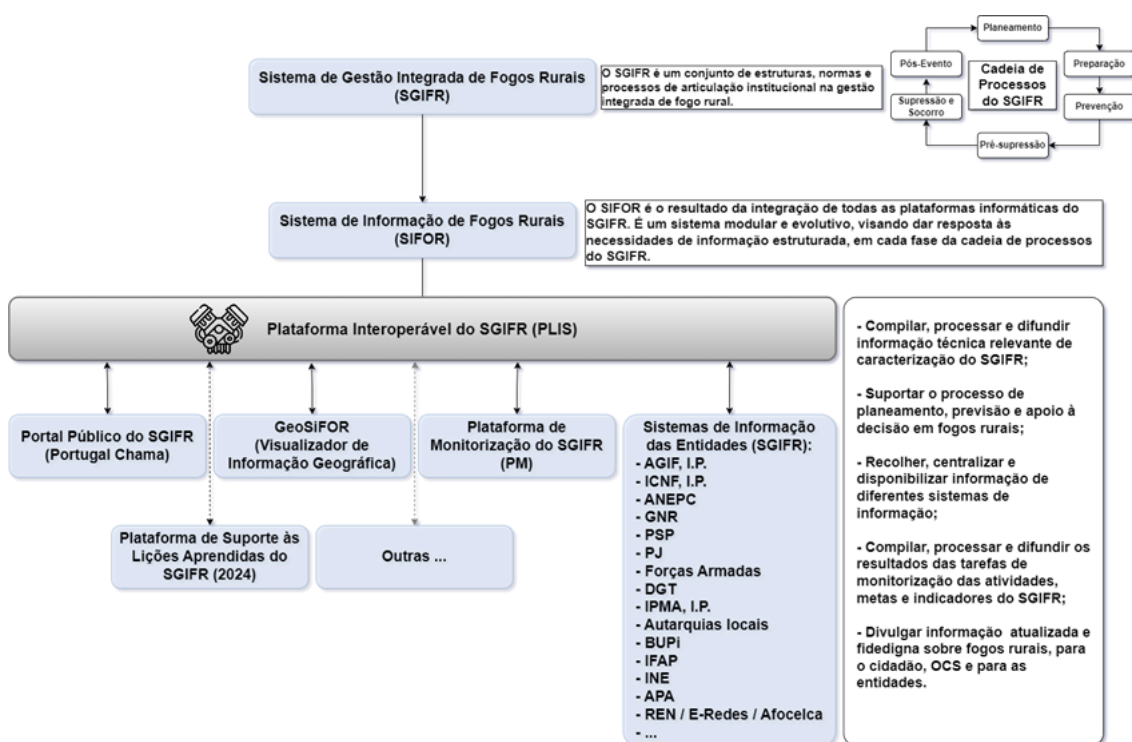 Sistema de Gestão Integrada de Fogos Rurais
(SGIFR)
O SGIFR é um conjunto de estruturas, normas e
processos de articulação institucional na gestão
integrada de fogo rural.
Planeamento
Pós-Evento
Cadeia de
Processos
do SGIFR
Preparação
Supressão e
Socorro
Prevenção
Pré-supressão
Sistema de Informação de Fogos Rurais
(SIFOR)
O SIFOR é o resultado da integração de todas as plataformas informáticas do
SGIFR. É um sistema modular e evolutivo, visando dar resposta às
necessidades de informação estruturada, em cada fase da cadeia de processos
do SGIFR.
Plataforma Interoperável do SGIFR (PLIS)
Portal Público do SGIFR
(Portugal Chama)
GeoSiFOR
(Visualizador de
Informação Geográfica)
Plataforma de
Monitorização do SGIFR
(PM)
Sistemas de Informação
das Entidades (SGIFR):
- AGIF, I.P.
- ICNF, I.P.
- ANEPC
- GNR
- PSP
- PJ
- Forças Armadas
- DGT
- IPMA, I.P.
- Autarquias locais
- BUPi
- IFAP
- INE
- APA
- REN / E-Redes / Afocelca
- ...
Plataforma de Suporte às
Lições Aprendidas do
SGIFR (2024)
Outras ...
- Compilar, processar e difundir
informação técnica relevante de
caracterização do SGIFR;
- Suportar o processo de
planeamento, previsão e apoio à
decisão em fogos rurais;
- Recolher, centralizar e
disponibilizar informação de
diferentes sistemas de
informação;
- Compilar, processar e difundir os
resultados das tarefas de
monitorização das atividades,
metas e indicadores do SGIFR;
- Divulgar informação atualizada e
fidedigna sobre fogos rurais, para
o cidadão, OCS e para as
entidades.